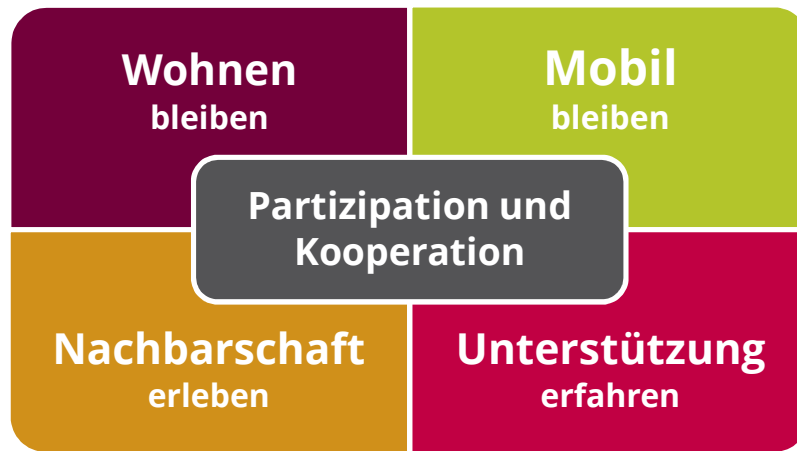 Wohnen
bleiben
Mobil
bleiben
Partizipation und
Kooperation
Nachbarschaft
erleben
Unterstützung
erfahren